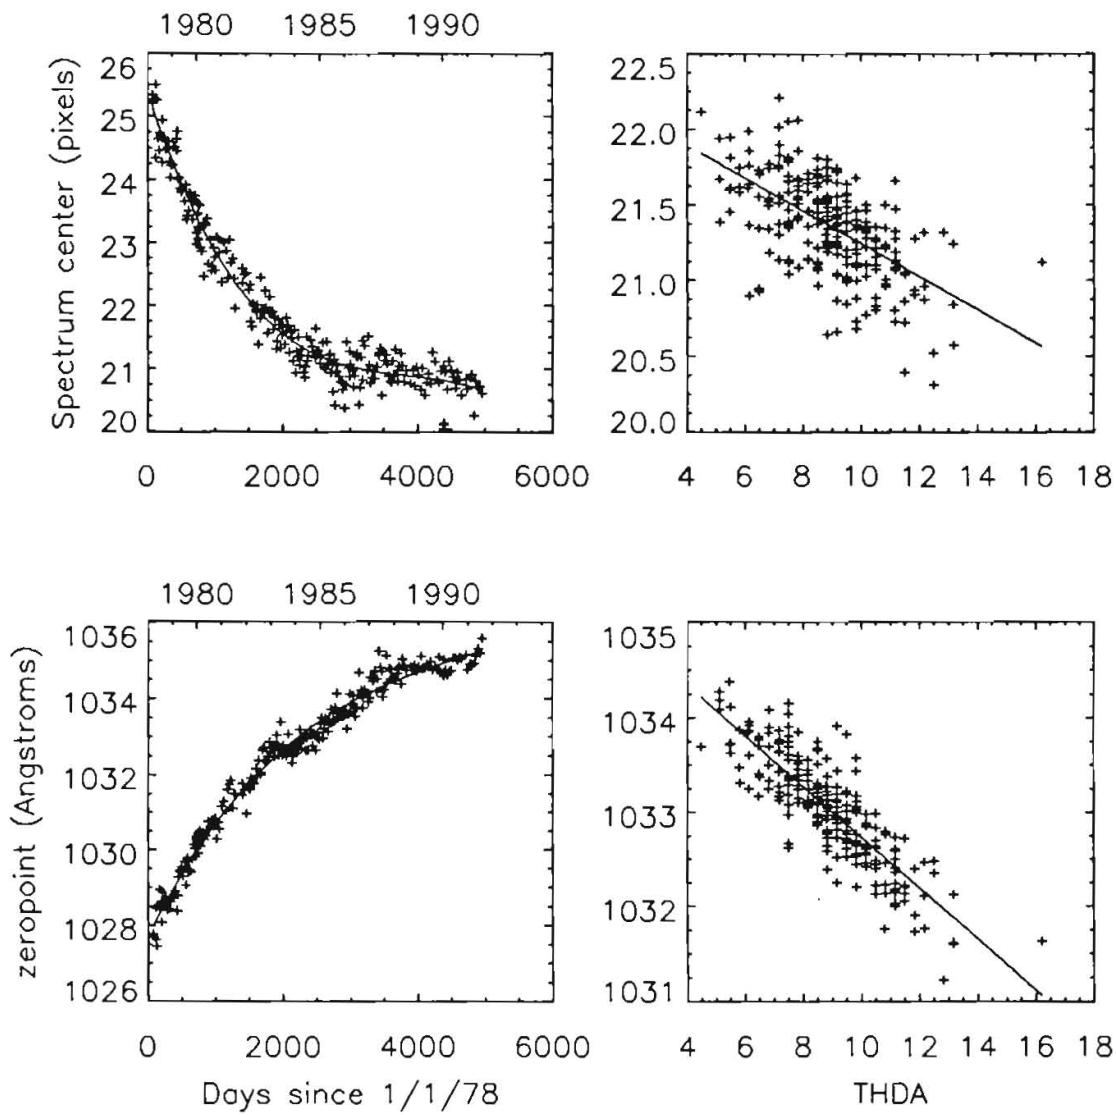 1980 1985 1990
Spectrum center (pixels)
26
25
24
23
22
21
20
0 2000 4000 6000
22.5
22.0
21.5
21.0
20.5
20.0
4 6 8 10 12 14 16 18
1980 1985 1990
zeropoint (Angstroms)
1036
1034
1032
1030
1028
1026
0 2000 4000 6000
Days since 1/1/78
1035
1034
1033
1032
1031
4 6 8 10 12 14 16 18
THDA